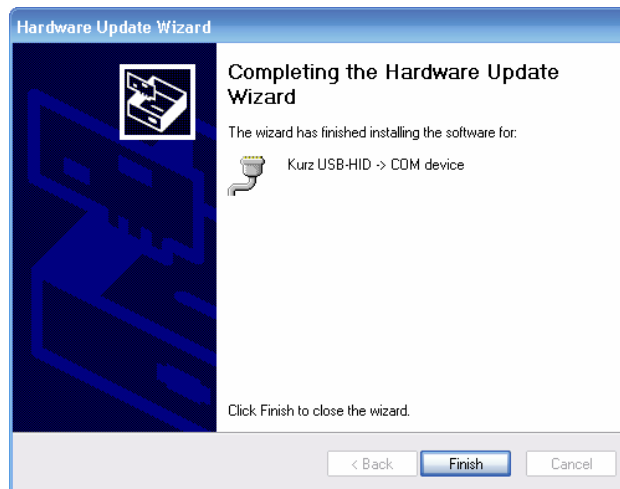 Hardware Update Wizard
Completing the Hardware Update
Wizard
The wizard has finished installing the software for:
Kurz USB-HID -> COM device
Click Finish to close the wizard.
< Back
Finish
Cancel